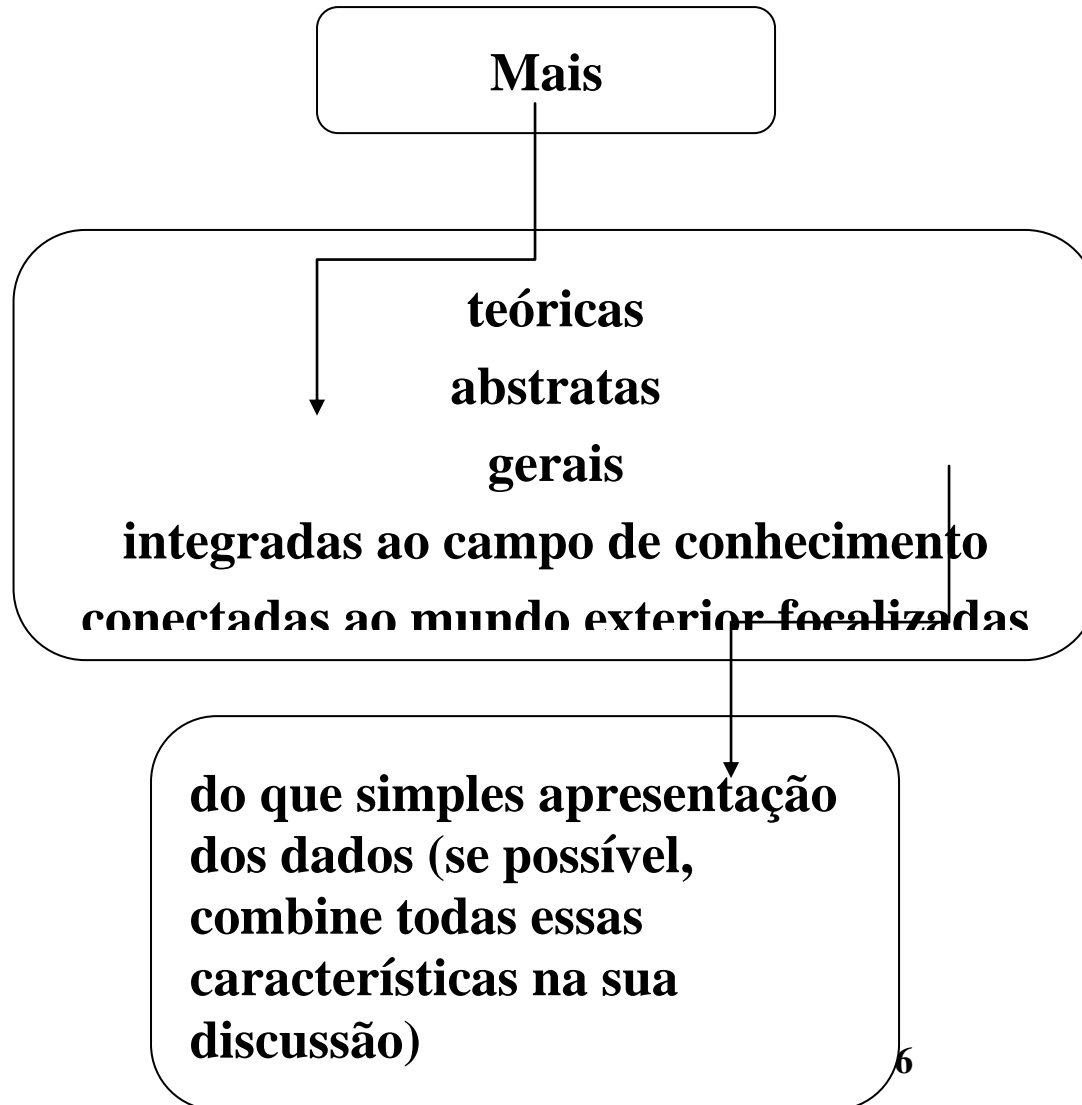 Mais
teóricas
abstratas
gerais
integradas ao campo de conhecimento
conectadas ao mundo exterior focalizadas
do que simples apresentação
dos dados (se possível,
combine todas essas
características na sua
discussão)
6